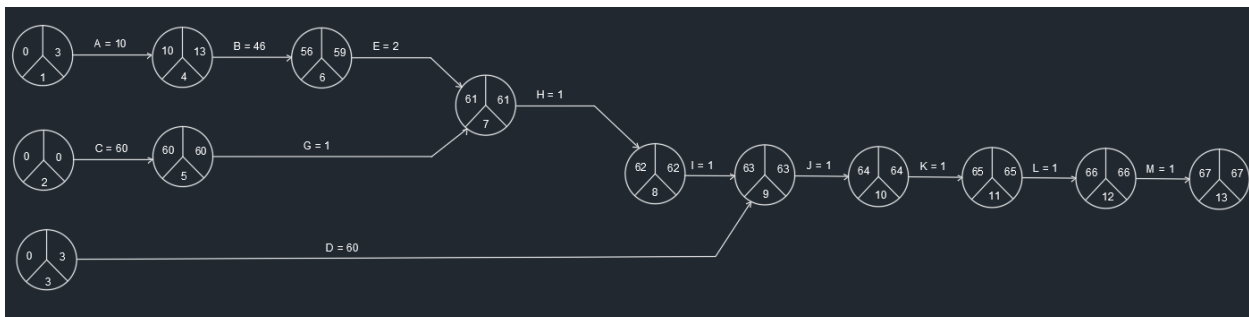 A = 10
B = 46
E = 2
0 3
1
10 13
4
56 59
6
61 61
7
H = 1
C = 60
G = 1
0 0
2
60 60
5
62 62
8
I = 1
63 63
9
J = 1
64 64
10
K = 1
65 65
11
L = 1
66 66
12
M = 1
67 67
13
D = 60
0 3
3